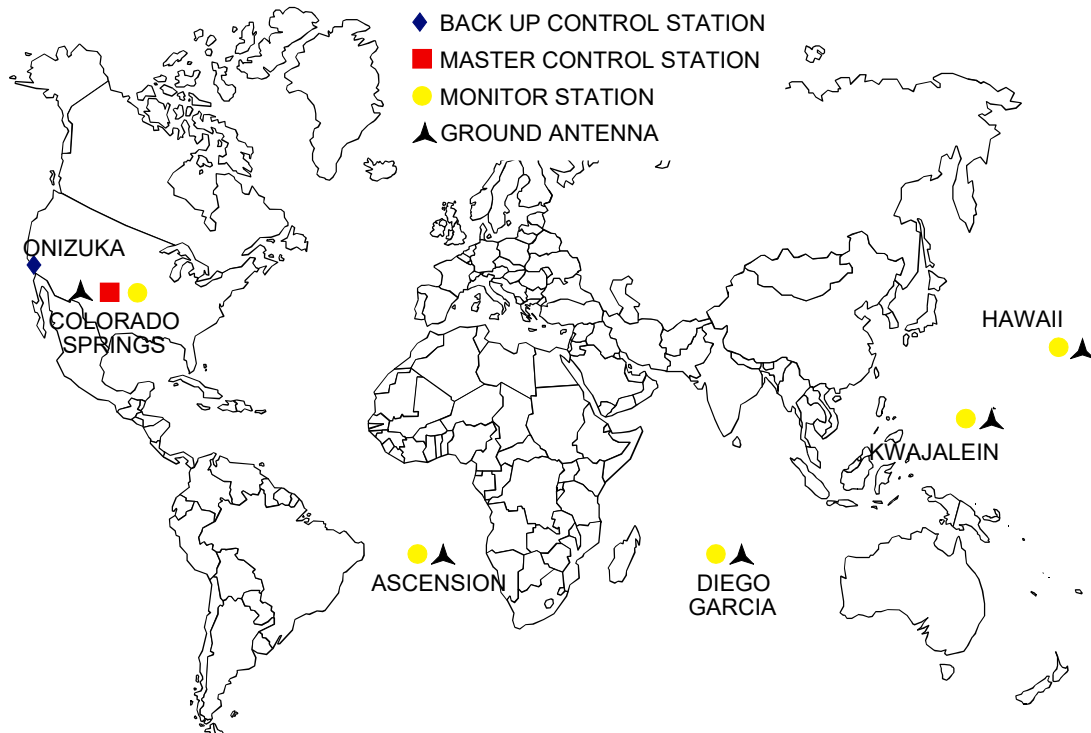 BACK UP CONTROL STATION
MASTER CONTROL STATION
MONITOR STATION
GROUND ANTENNA
ONIZUKA
COLORADO
SPRINGS
HAWAII
KWAJALEIN
ASCENSION
DIEGO
GARCIA